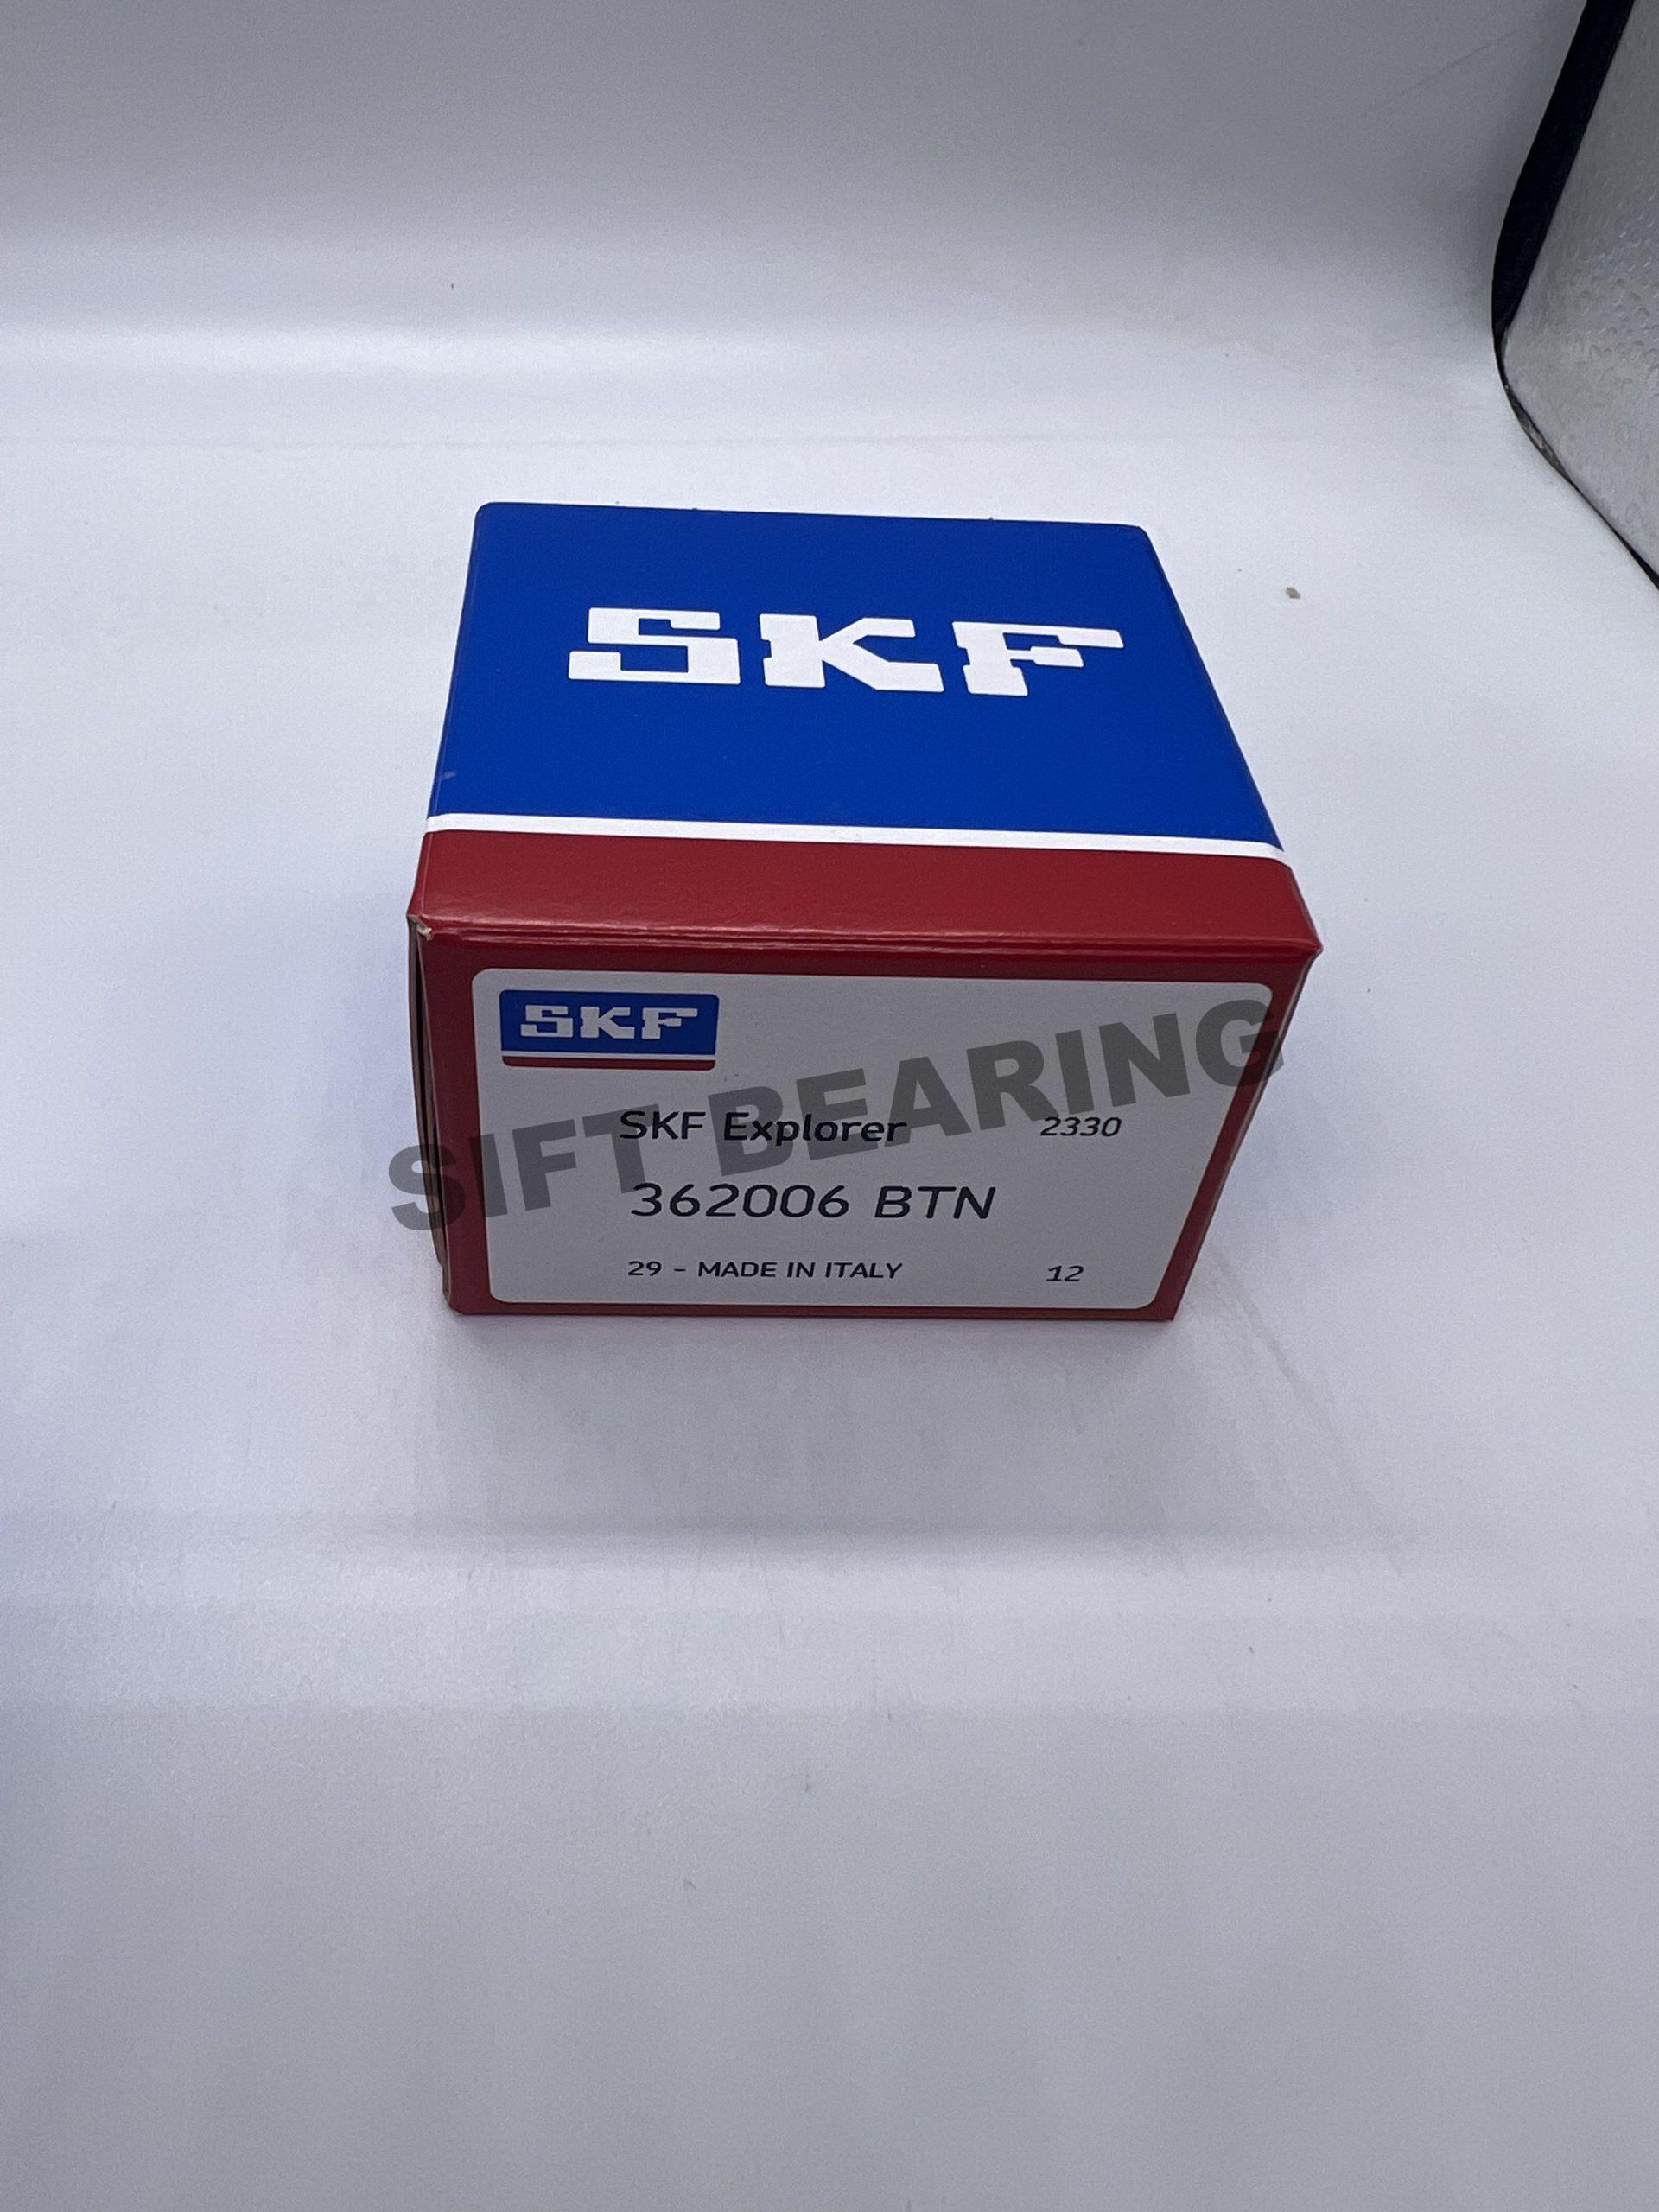 SKF
SKF
SIFT BEARING
SKF Explorer 2330
362006 BTN
29 - MADE IN ITALY 12